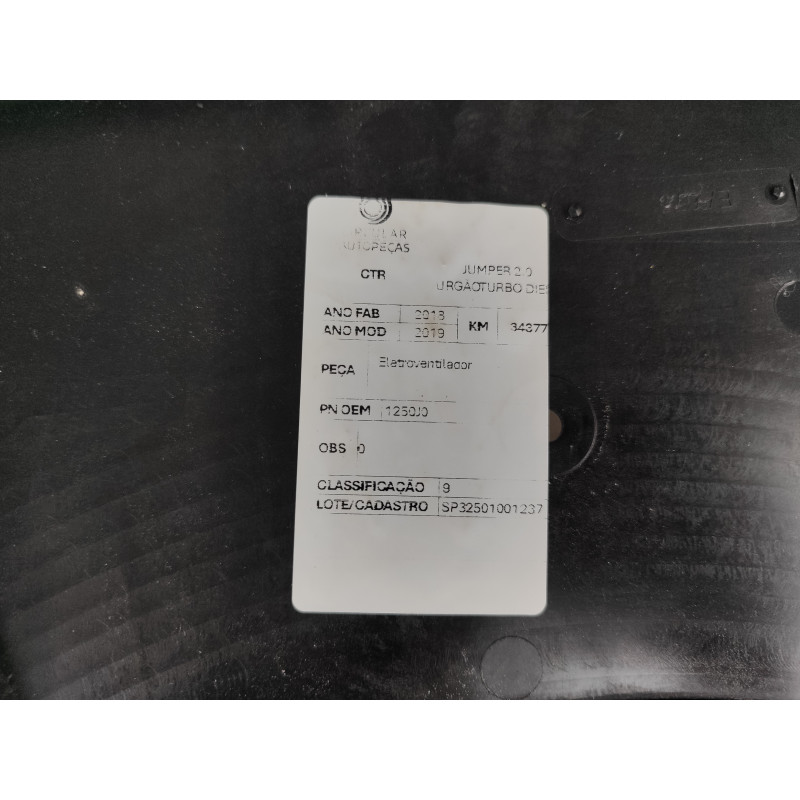 AUTOPEÇAS
CTR JUMPER 2.0
URGÃOTURBO DIE
ANO FAB 2018 KM 34377
ANO MOD 2019
PEÇA Eletroventilador
PN OEM 1250J0
OBS 0
CLASSIFICAÇÃO 9
LOTE/CADASTRO SP32501001237